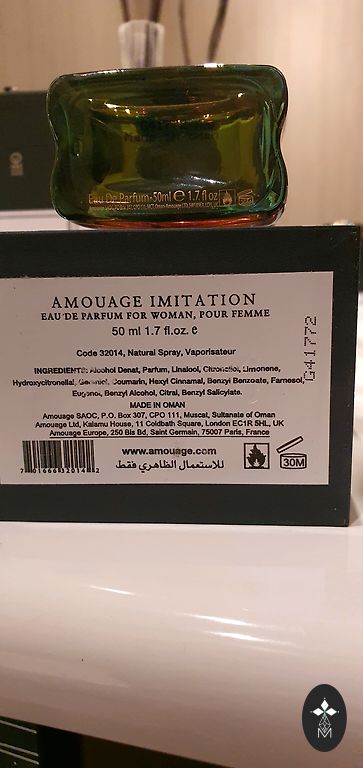 Eau De Parfum•50ml ℮ 1.7 fl oz
AMOUAGE IMITATION
EAU DE PARFUM FOR WOMAN, POUR FEMME
50 ml 1.7 fl.oz. ℮
Code 32014, Natural Spray, Vaporisateur
INGREDIENTS: Alcohol Denat, Parfum, Linalool, Citronellol, Limonene,
Hydroxycitronellal, Geraniol, Coumarin, Hexyl Cinnamal, Benzyl Benzoate, Farnesol,
Eugenol, Benzyl Alcohol, Citral, Benzyl Salicylate.
G41772
MADE IN OMAN
Amouage SAOC, P.O. Box 307, CPO 111, Muscat, Sultanate of Oman
Amouage Ltd, Kalamu House, 11 Coldbath Square, London EC1R 5HL, UK
Amouage Europe, 250 Bis Bd, Saint Germain, 75007 Paris, France
www.amouage.com
للاستعمال الظاهري فقط
7 01666 32014 2
30M